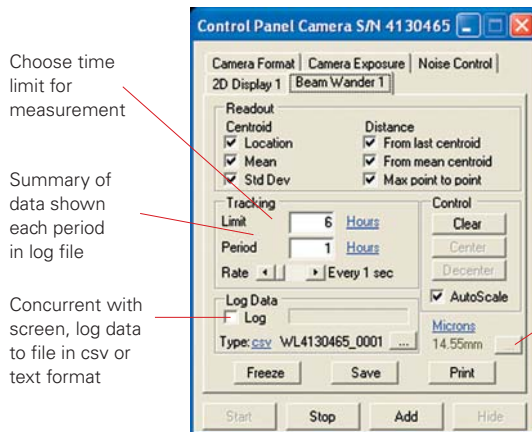 Control Panel Camera S/N 4130465
Choose time
limit for
measurement
Summary of
data shown
each period
in log file
Concurrent with
screen, log data
to file in csv or
text format
Camera Format Camera Exposure Noise Control
2D Display 1 Beam Wander 1
Readout
Centroid Distance
Location From last centroid
Mean From mean centroid
Std Dev Max point to point
Tracking Control
Limit 6 Hours Clear
Period 1 Hours Center
Rate Every 1 sec Decenter
AutoScale
Log Data
Log
Type: csv WL4130465_0001 ...
Microns
14.55mm ...
Freeze Save Print
Start Stop Add Hide